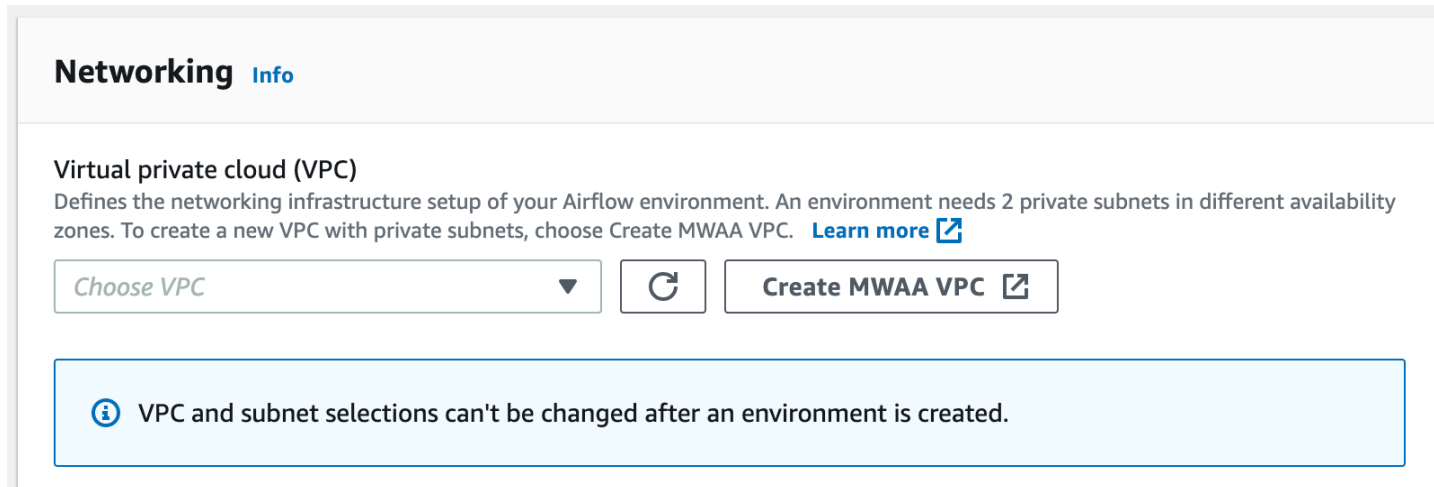 Networking Info
Virtual private cloud (VPC)
Defines the networking infrastructure setup of your Airflow environment. An environment needs 2 private subnets in different availability
zones. To create a new VPC with private subnets, choose Create MWAA VPC. Learn more
Choose VPC Create MWAA VPC
VPC and subnet selections can't be changed after an environment is created.